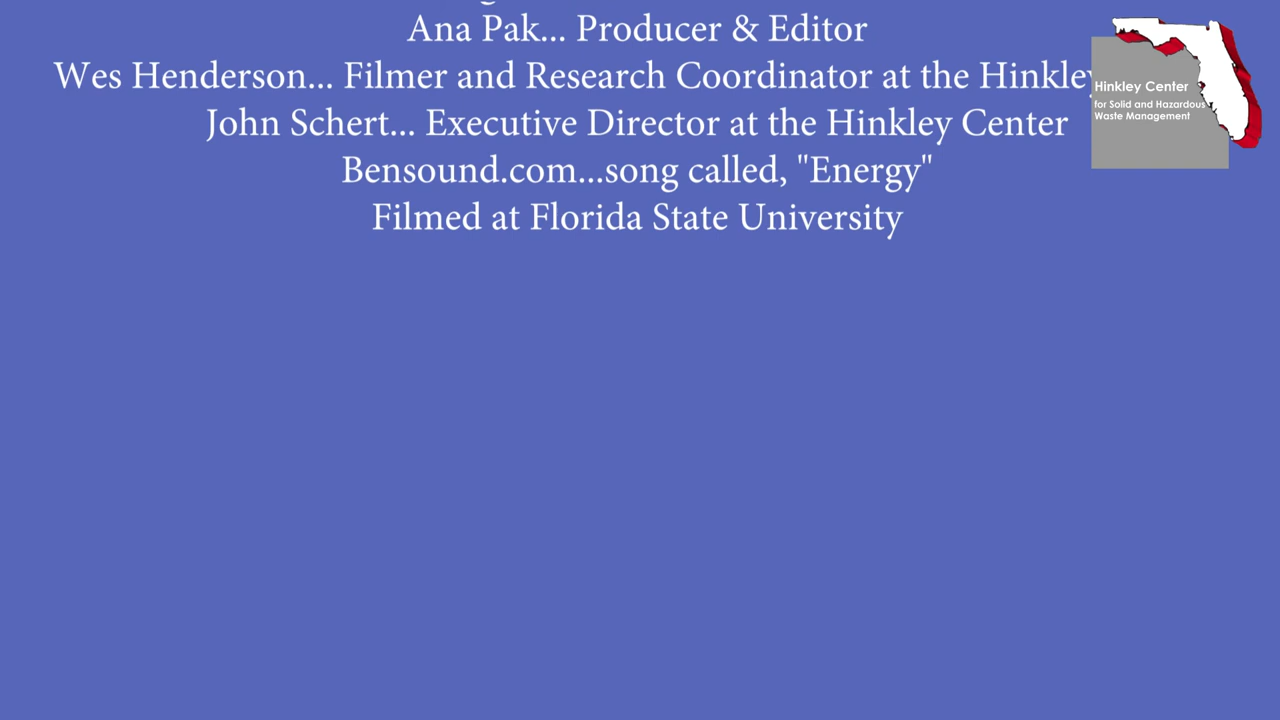 Ana Pak... Producer & Editor
Wes Henderson... Filmer and Research Coordinator at the Hinkley
John Schert... Executive Director at the Hinkley Center
Bensound.com...song called, "Energy"
Filmed at Florida State University
Hinkley Center
for Solid and Hazardous
Waste Management